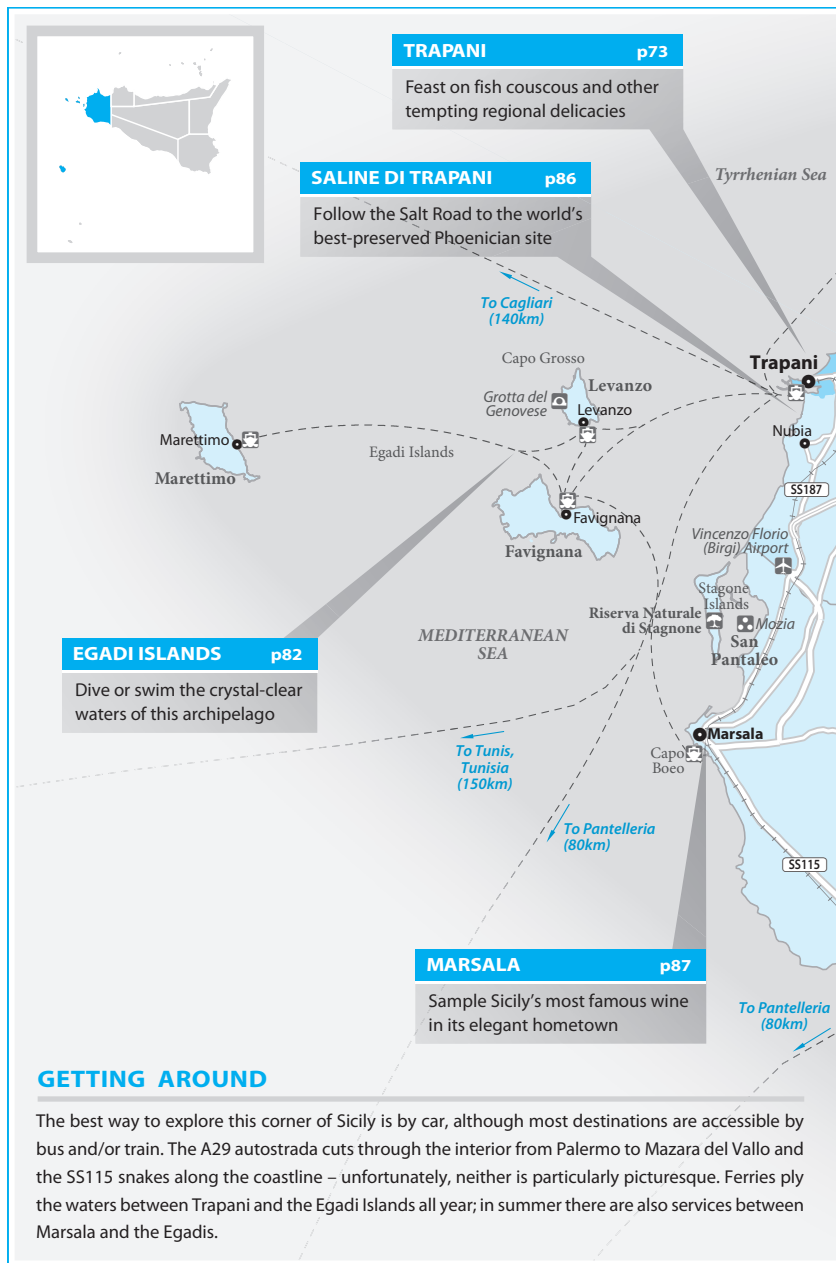 TRAPANI p73
Feast on fish couscous and other
tempting regional delicacies
Tyrrhenian Sea
SALINE DI TRAPANI p86
Follow the Salt Road to the world's
best-preserved Phoenician site
To Cagliari
(140km)
Trapani
Capo Grosso
Levanzo
Grotta del
Genovese
Levanzo
Marettimo
Marettimo
Egadi Islands
Nubia
SS187
Favignana
Favignana
Vincenzo Florio
(Birgi) Airport
Stagone
Islands
Riserva Naturale
di Stagnone
Mozia
San
Pantaleo
MEDITERRANEAN
SEA
EGADI ISLANDS p82
Dive or swim the crystal-clear
waters of this archipelago
Marsala
Capo
Boeo
To Tunis,
Tunisia
(150km)
To Pantelleria
(80km)
SS115
MARSALA p87
Sample Sicily's most famous wine
in its elegant hometown
To Pantelleria
(80km)
GETTING AROUND
The best way to explore this corner of Sicily is by car, although most destinations are accessible by
bus and/or train. The A29 autostrada cuts through the interior from Palermo to Mazara del Vallo and
the SS115 snakes along the coastline – unfortunately, neither is particularly picturesque. Ferries ply
the waters between Trapani and the Egadi Islands all year; in summer there are also services between
Marsala and the Egadis.